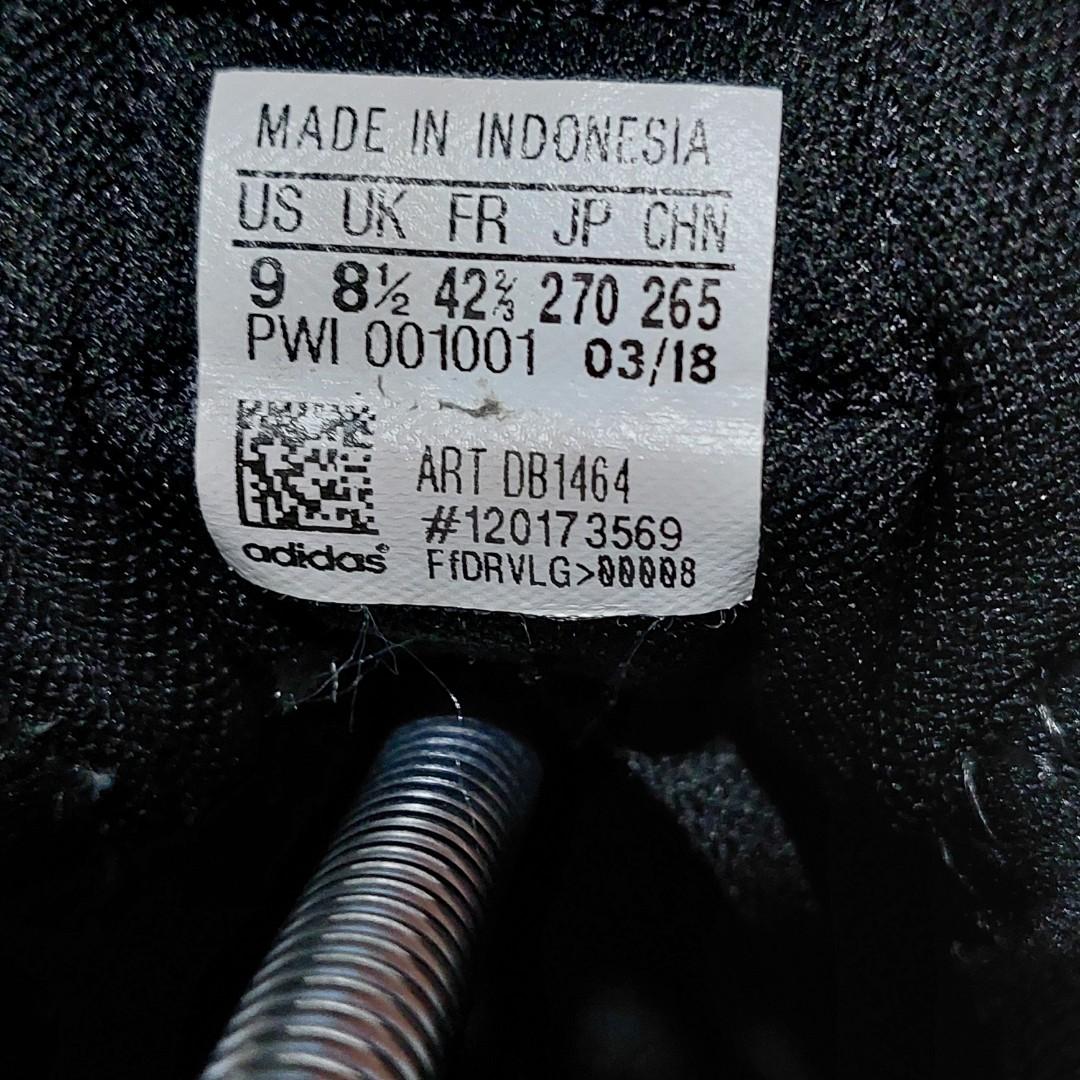 MADE IN INDONESIA
US UK FR JP CHN
9 8½ 42⅔ 270 265
PWI 001001 03/18
ART DB1464
#120173569
adidas®
FfDRVLG>00008